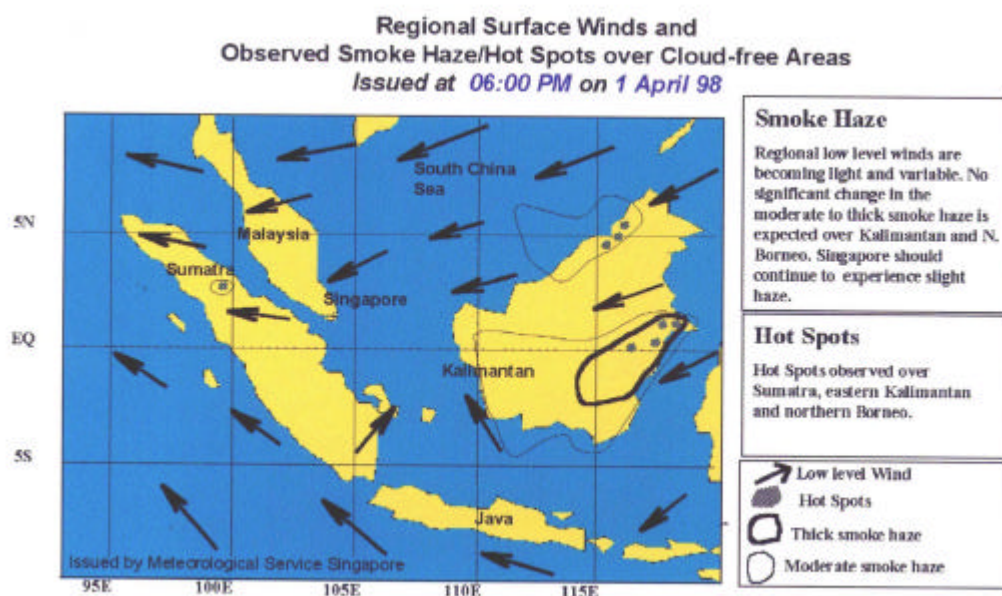 Regional Surface Winds and
Observed Smoke Haze/Hot Spots over Cloud-free Areas
Issued at 06:00 PM on 1 April 98
South China
Sea
5N
Malaysia
Sumatra
Singapore
EQ
Kalimantan
5S
Java
Issued by Meteorological Service Singapore
95E
100E
105E
110E
115E
Smoke Haze
Regional low level winds are
becoming light and variable. No
significant change in the
moderate to thick smoke haze is
expected over Kalimantan and N.
Borneo. Singapore should
continue to experience slight
haze.
Hot Spots
Hot Spots observed over
Sumatra, eastern Kalimantan
and northern Borneo.
Low level Wind
Hot Spots
Thick smoke haze
Moderate smoke haze